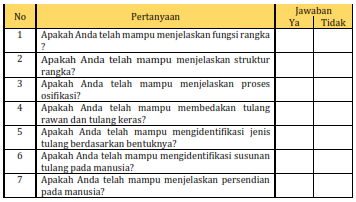 No Pertanyaan Jawaban
Ya Tidak
1 Apakah Anda telah mampu menjelaskan fungsi rangka
?
2 Apakah Anda telah mampu menjelaskan struktur
rangka?
3 Apakah Anda telah mampu menjelaskan proses
osifikasi?
4 Apakah Anda telah mampu membedakan tulang
rawan dan tulang keras?
5 Apakah Anda telah mampu mengidentifikasi jenis
tulang berdasarkan bentuknya?
6 Apakah Anda telah mampu mengidentifikasi susunan
tulang pada manusia?
7 Apakah Anda telah mampu menjelaskan persendian
pada manusia?